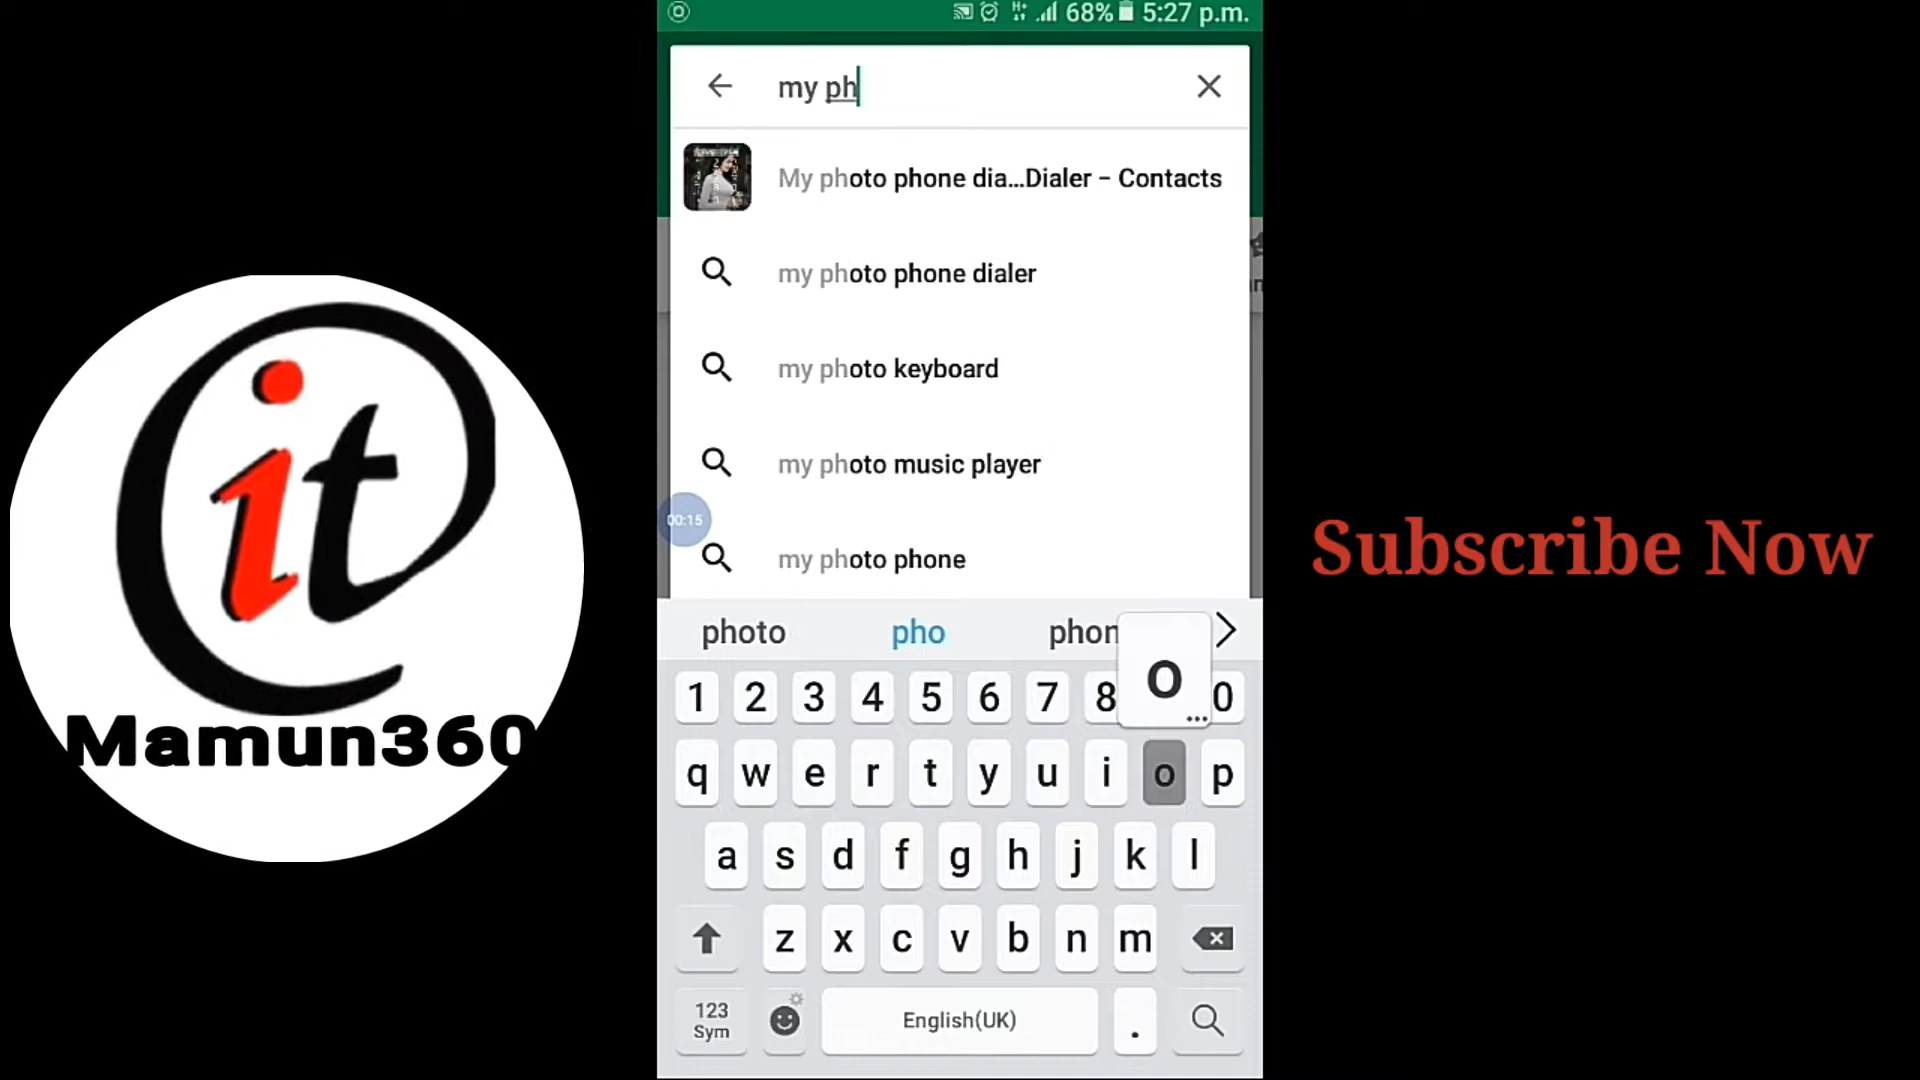 68% 5:27 p.m.
my ph
My photo phone dia...Dialer – Contacts
my photo phone dialer
my photo keyboard
my photo music player
00:15
my photo phone
photo pho phon
o
1 2 3 4 5 6 7 8 0
q w e r t y u i o p
a s d f g h j k l
z x c v b n m
123
Sym
English(UK)
.
it
Mamun360
Subscribe Now